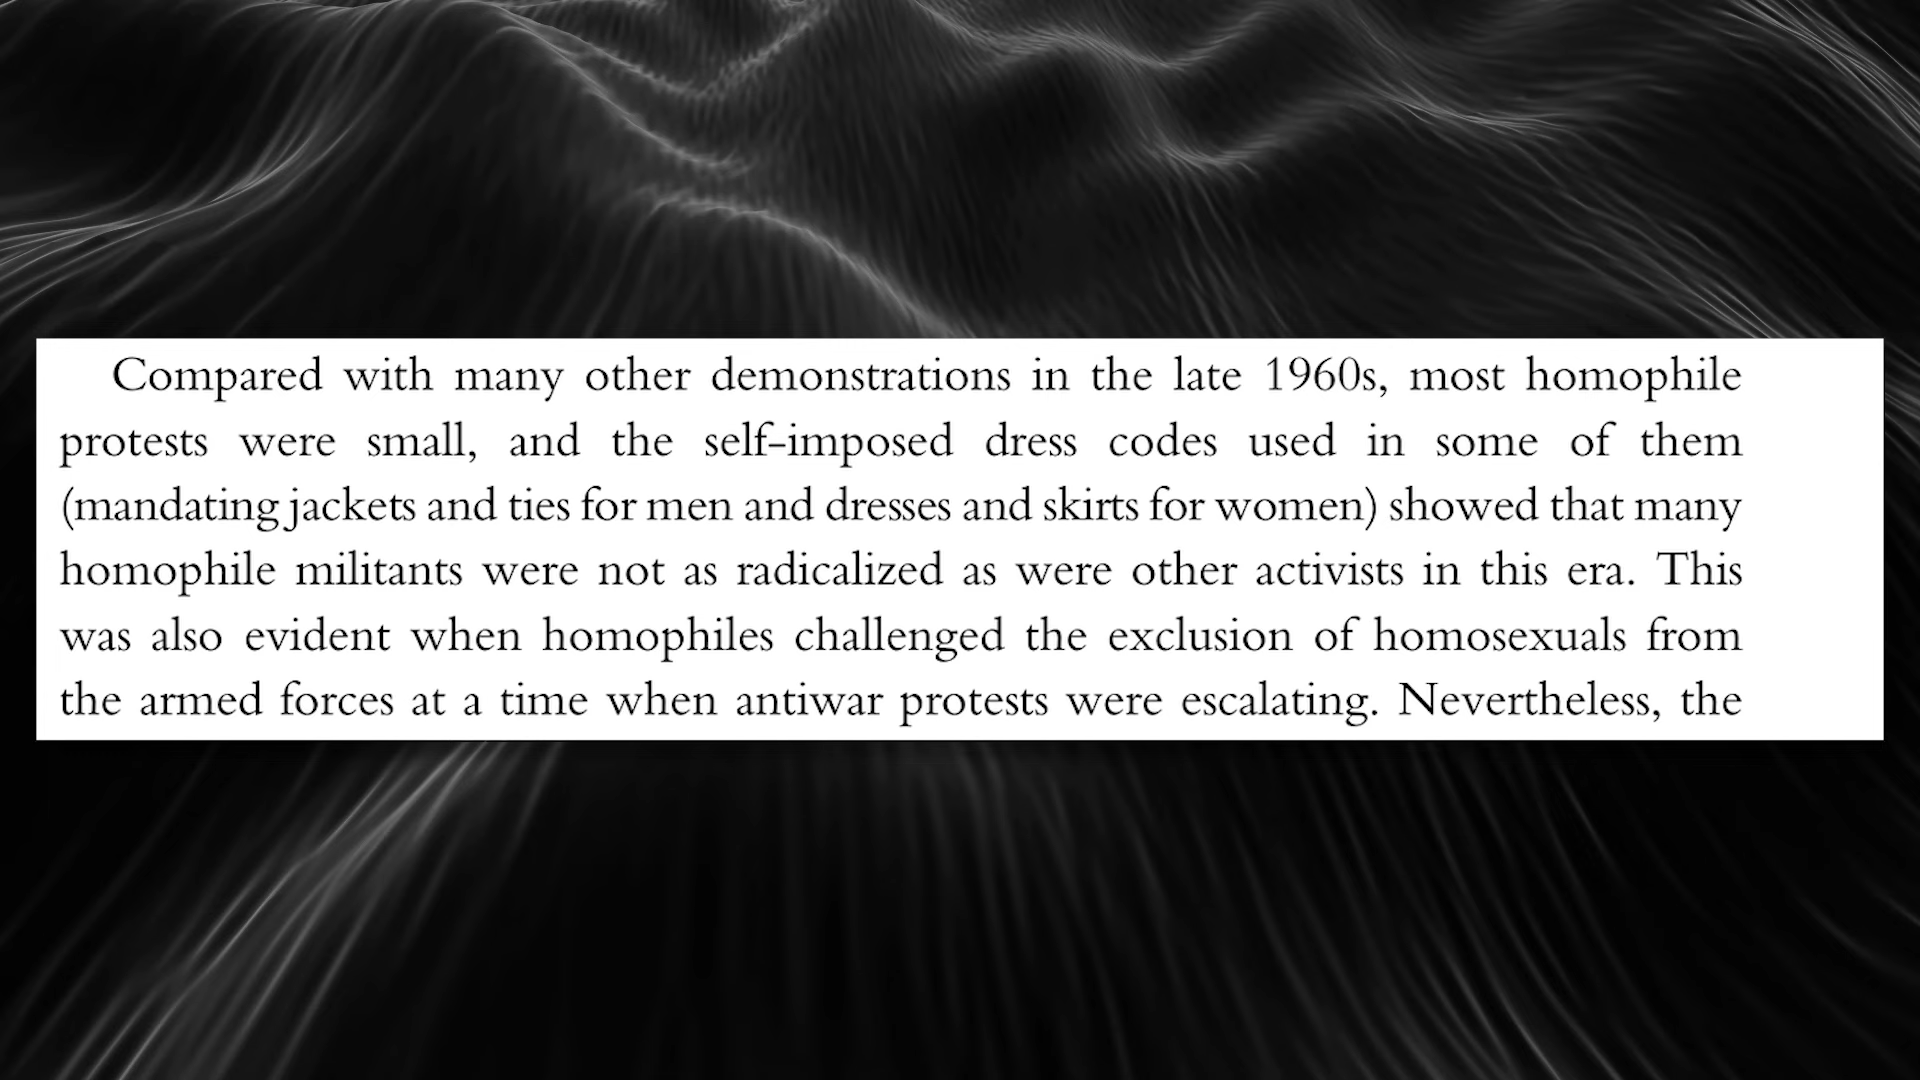 Compared with many other demonstrations in the late 1960s, most homophile
protests were small, and the self-imposed dress codes used in some of them
(mandating jackets and ties for men and dresses and skirts for women) showed that many
homophile militants were not as radicalized as were other activists in this era. This
was also evident when homophiles challenged the exclusion of homosexuals from
the armed forces at a time when antiwar protests were escalating. Nevertheless, the